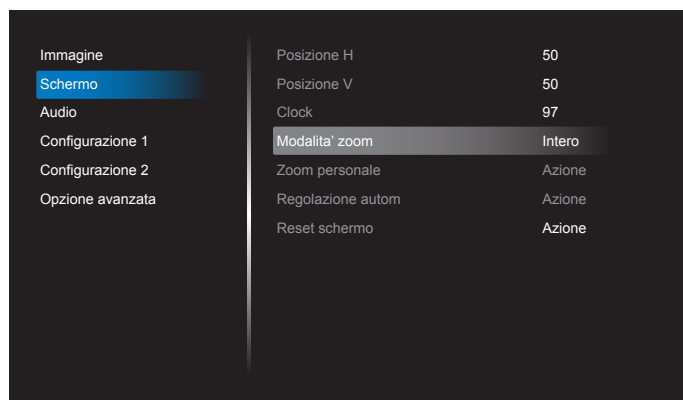 Immagine
Schermo
Audio
Configurazione 1
Configurazione 2
Opzione avanzata
Posizione H 50
Posizione V 50
Clock 97
Modalita' zoom Intero
Zoom personale Azione
Regolazione autom Azione
Reset schermo Azione